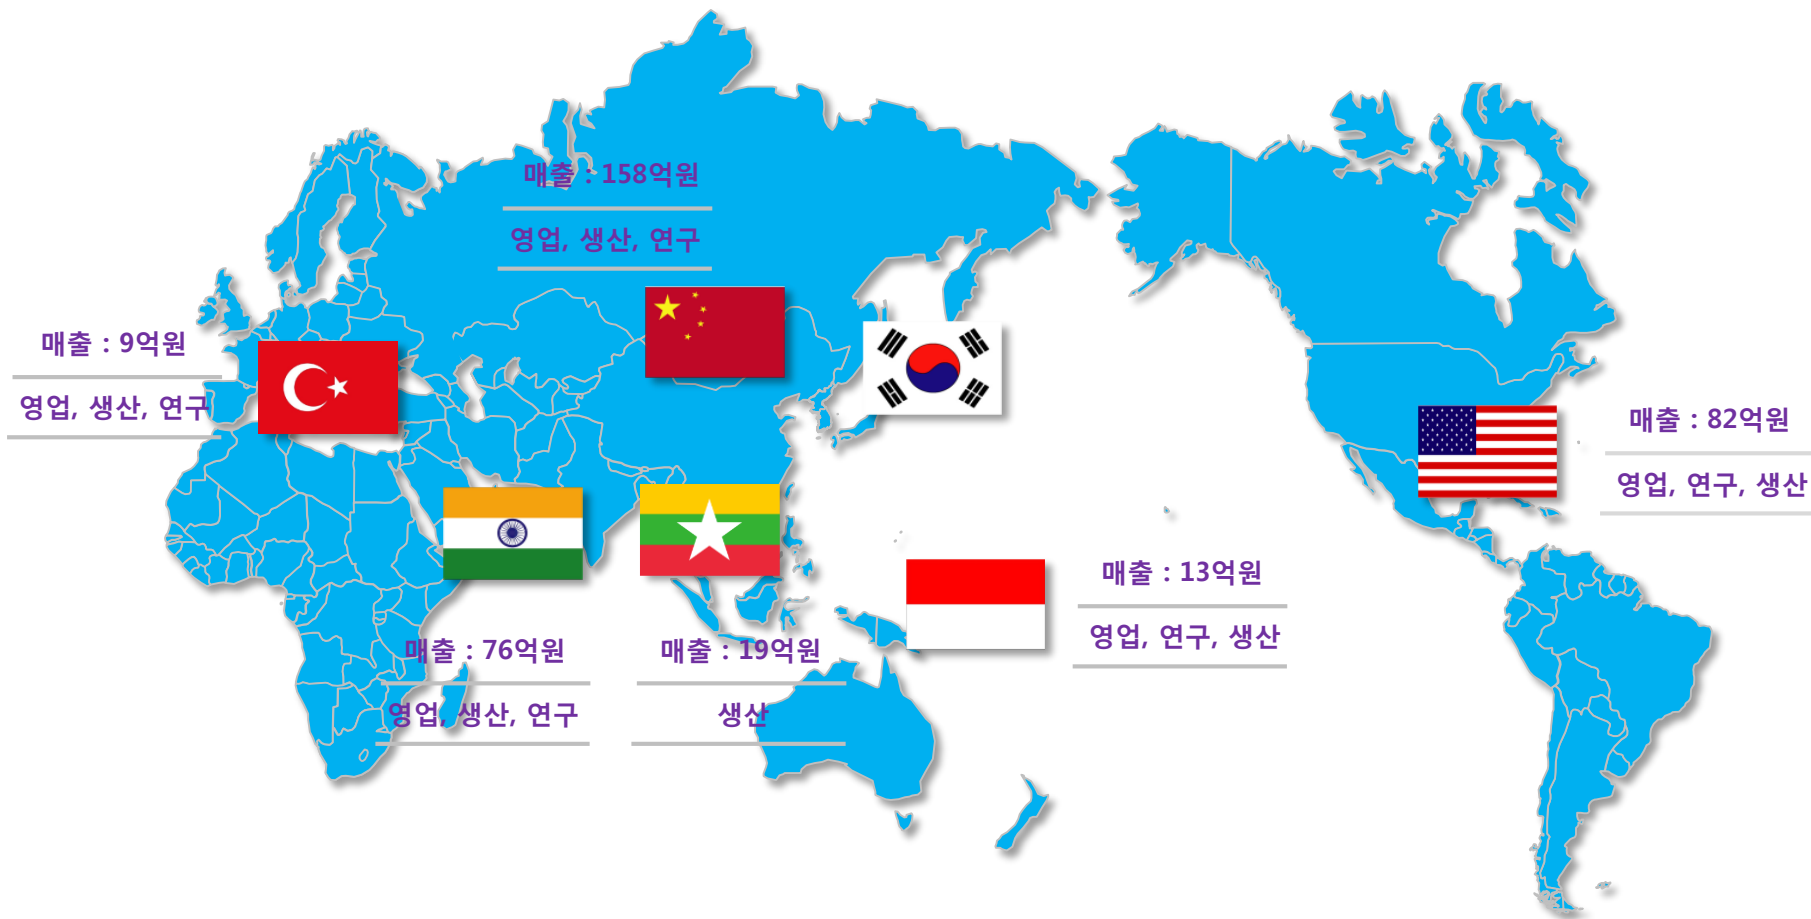 매출 : 158억원
영업, 생산, 연구
매출 : 9억원
영업, 생산, 연구
매출 : 82억원
영업, 연구, 생산
매출 : 13억원
영업, 연구, 생산
매출 : 76억원
영업, 생산, 연구
매출 : 19억원
생산